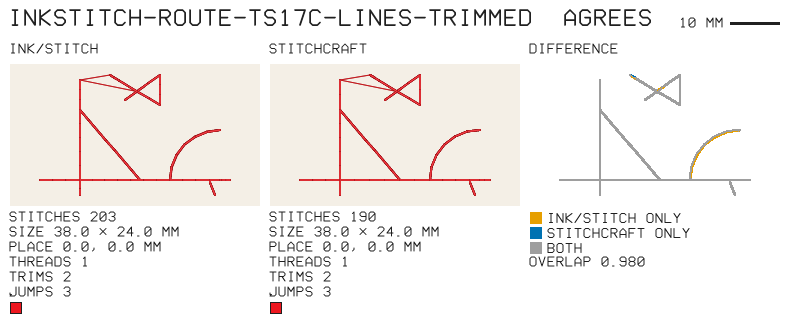 INKSTITCH-ROUTE-TS17C-LINES-TRIMMED AGREES 10 MM
INK/STITCH
STITCHES 203
SIZE 38.0 × 24.0 MM
PLACE 0.0, 0.0 MM
THREADS 1
TRIMS 2
JUMPS 3
STITCHCRAFT
STITCHES 190
SIZE 38.0 × 24.0 MM
PLACE 0.0, 0.0 MM
THREADS 1
TRIMS 2
JUMPS 3
DIFFERENCE
INK/STITCH ONLY
STITCHCRAFT ONLY
BOTH
OVERLAP 0.980